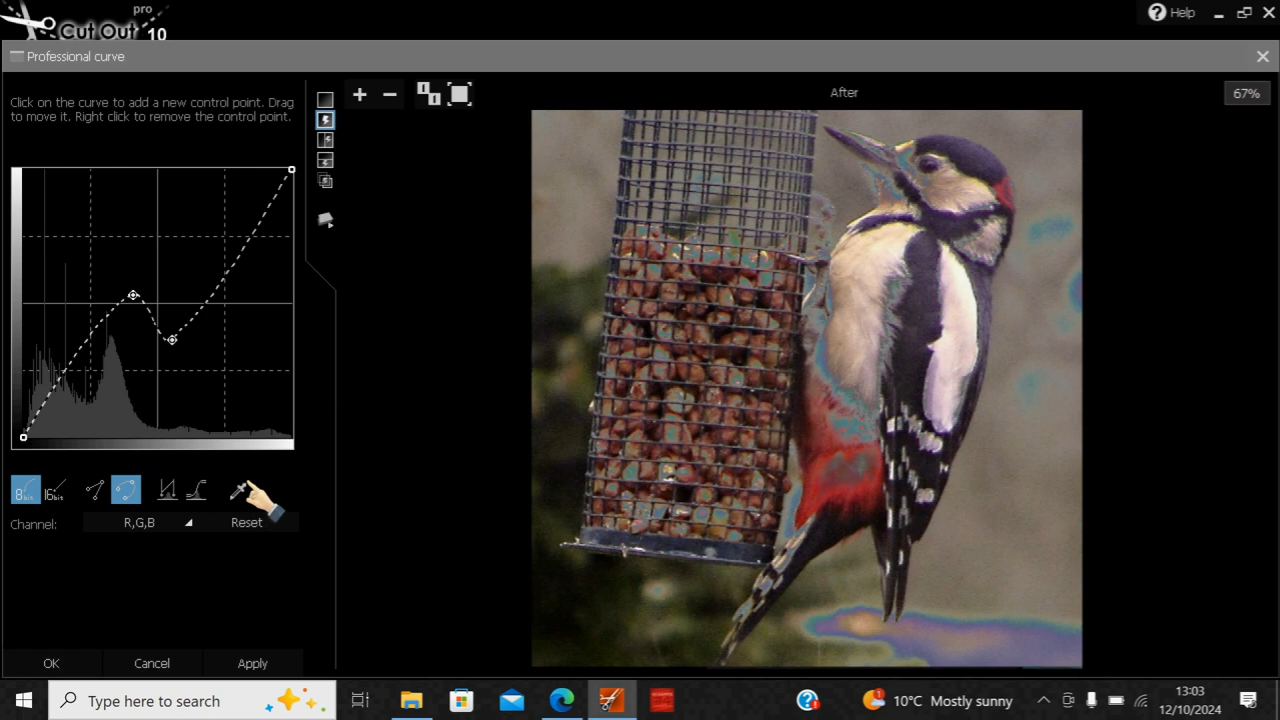 pro
Cut Out 10
Help
Professional curve
Click on the curve to add a new control point. Drag
to move it. Right click to remove the control point.
After
67%
8bits 16bits
Channel: R,G,B Reset
OK Cancel Apply
Type here to search
1
10°C Mostly sunny
13:03
12/10/2024